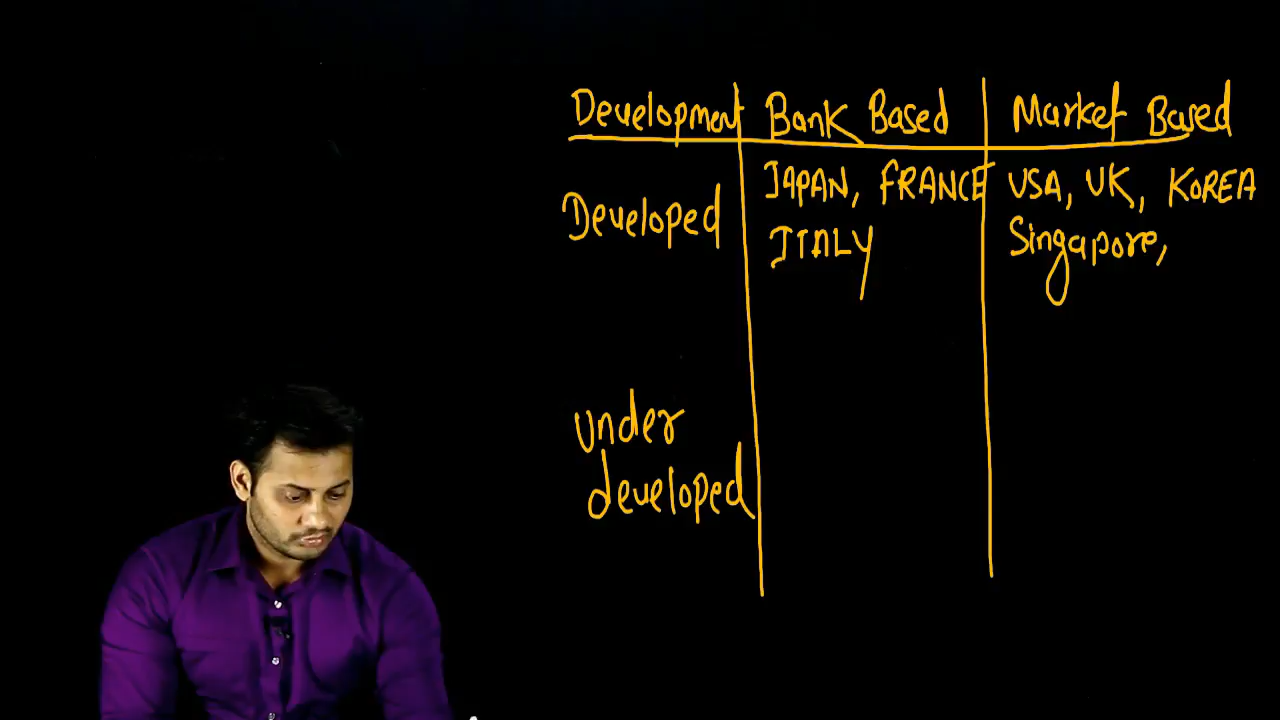 Development Bank Based Market Based
Developed JAPAN, FRANCE USA, UK, KOREA
ITALY Singapore,
Under
developed